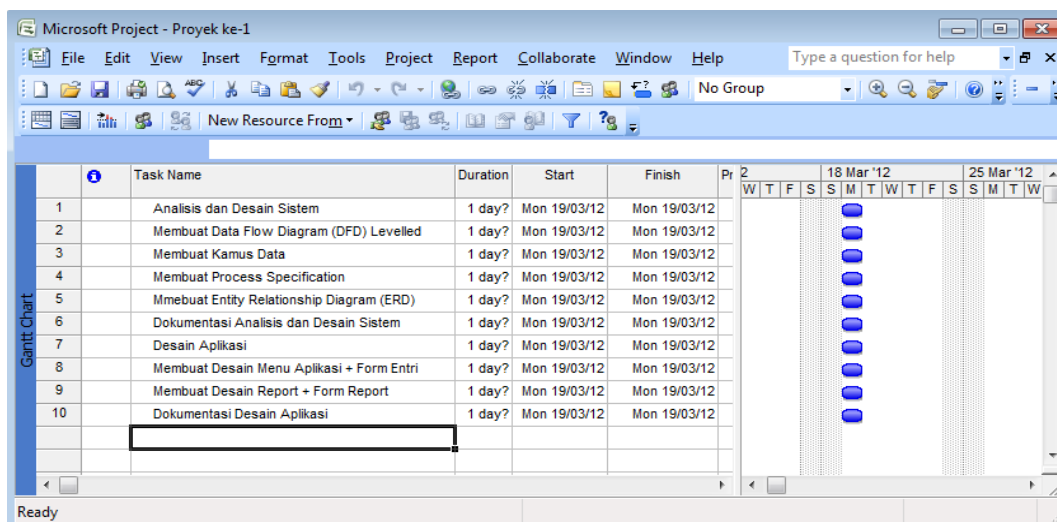 Microsoft Project - Proyek ke-1
File Edit View Insert Format Tools Project Report Collaborate Window Help Type a question for help
No Group
New Resource From
Task Name Duration Start Finish Pr 2 18 Mar '12 25 Mar '12
W T F S S M T W T F S S M T W
1 Analisis dan Desain Sistem 1 day? Mon 19/03/12 Mon 19/03/12
2 Membuat Data Flow Diagram (DFD) Levelled 1 day? Mon 19/03/12 Mon 19/03/12
3 Membuat Kamus Data 1 day? Mon 19/03/12 Mon 19/03/12
4 Membuat Process Specification 1 day? Mon 19/03/12 Mon 19/03/12
5 Mmebuat Entity Relationship Diagram (ERD) 1 day? Mon 19/03/12 Mon 19/03/12
6 Dokumentasi Analisis dan Desain Sistem 1 day? Mon 19/03/12 Mon 19/03/12
7 Desain Aplikasi 1 day? Mon 19/03/12 Mon 19/03/12
8 Membuat Desain Menu Aplikasi + Form Entri 1 day? Mon 19/03/12 Mon 19/03/12
9 Membuat Desain Report + Form Report 1 day? Mon 19/03/12 Mon 19/03/12
10 Dokumentasi Desain Aplikasi 1 day? Mon 19/03/12 Mon 19/03/12
Gantt Chart
Ready